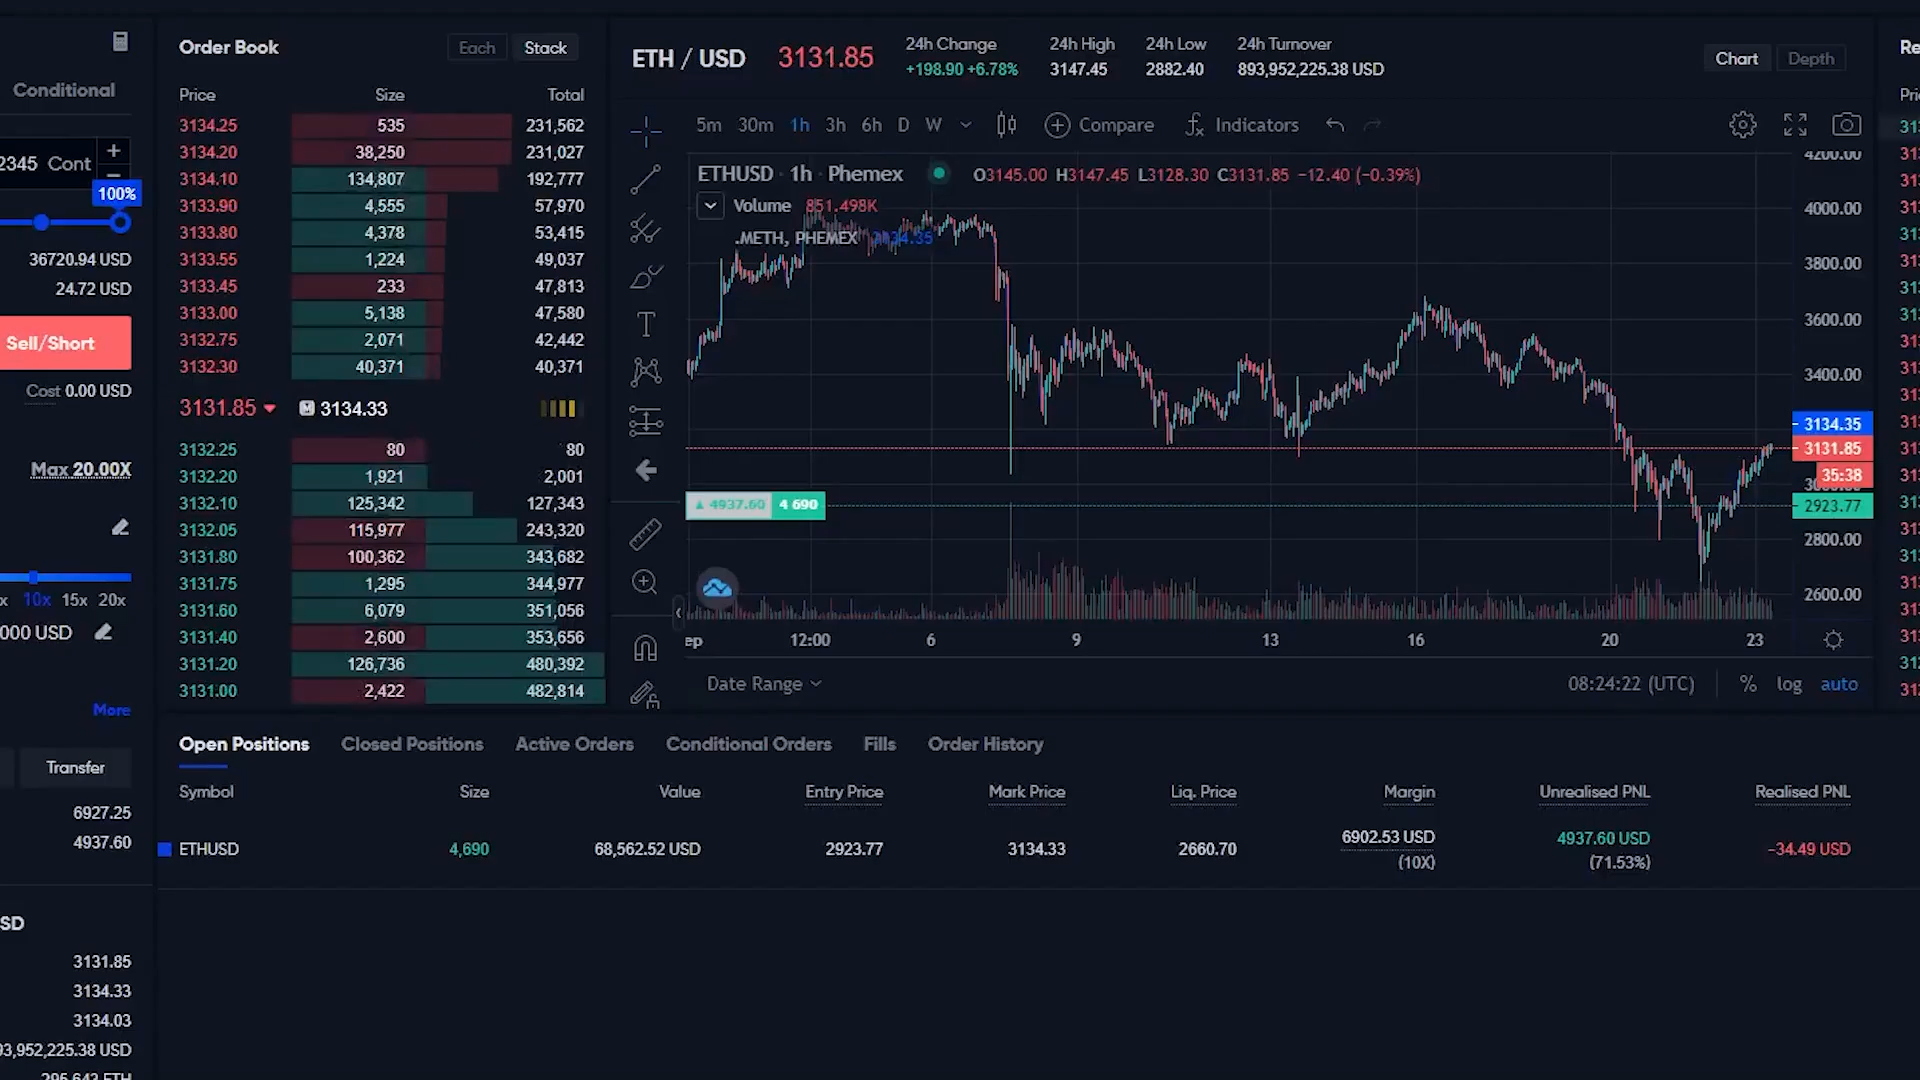 Conditional
2345 Cont +
100%
36720.94 USD
24.72 USD
Sell/Short
Cost 0.00 USD
Max 20.00X
x 10x 15x 20x
000 USD
More
Transfer
6927.25
4937.60
SD
3131.85
3134.33
3134.03
93,952,225.38 USD
Order Book Each Stack
Price Size Total
3134.25 535 231,562
3134.20 38,250 231,027
3134.10 134,807 192,777
3133.90 4,555 57,970
3133.80 4,378 53,415
3133.55 1,224 49,037
3133.45 233 47,813
3133.00 5,138 47,580
3132.75 2,071 42,442
3132.30 40,371 40,371
3131.85 M 3134.33
3132.25 80 80
3132.20 1,921 2,001
3132.10 125,342 127,343
3132.05 115,977 243,320
3131.80 100,362 343,682
3131.75 1,295 344,977
3131.60 6,079 351,056
3131.40 2,600 353,656
3131.20 126,736 480,392
3131.00 2,422 482,814
ETH / USD 3131.85
24h Change
+198.90 +6.78%
24h High
3147.45
24h Low
2882.40
24h Turnover
893,952,225.38 USD
Chart Depth
5m 30m 1h 3h 6h D W Compare Indicators
ETHUSD · 1h · Phemex O3145.00 H3147.45 L3128.30 C3131.85 −12.40 (−0.39%)
Volume 851.498K
.METH, PHEMEX 3134.35
4200.00
4000.00
3800.00
3600.00
3400.00
3134.35
3131.85
35:38
2923.77
2800.00
2600.00
4937.60 4 690
ep 12:00 6 9 13 16 20 23
Date Range 08:24:22 (UTC) % log auto
Open Positions Closed Positions Active Orders Conditional Orders Fills Order History
Symbol Size Value Entry Price Mark Price Liq. Price Margin Unrealised PNL Realised PNL
ETHUSD 4,690 68,562.52 USD 2923.77 3134.33 2660.70 6902.53 USD 4937.60 USD −34.49 USD
(10X) (71.53%)
Re
Pri